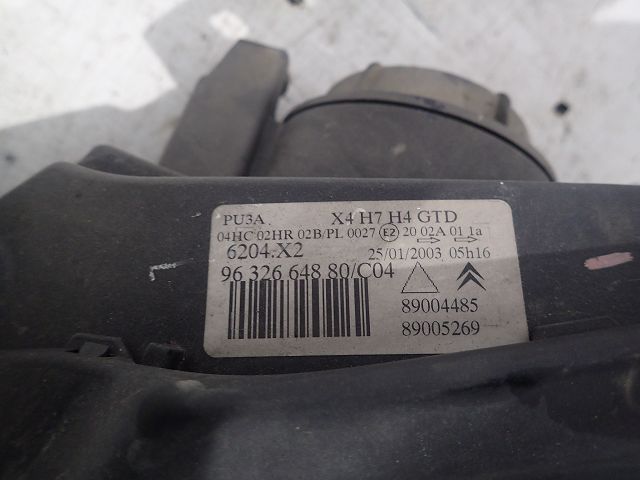 PU3A . X4 H7 H4 GTD
04HC 02HR 02B/PL 0027 E2 20 02A 01 1a
6204.X2 25/01/2003 05h16
96 326 648 80/C04
89004485
89005269